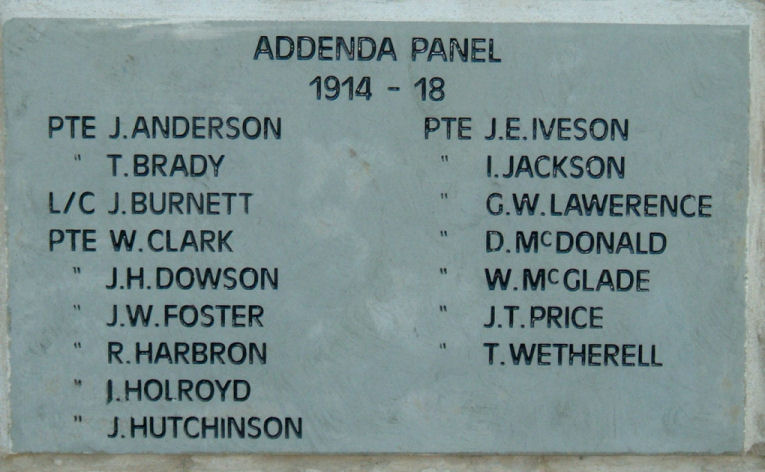 ADDENDA PANEL
1914 - 18
PTE J.ANDERSON
" T.BRADY
L/C J.BURNETT
PTE W.CLARK
" J.H.DOWSON
" J.W.FOSTER
" R.HARBRON
" J.HOLROYD
" J.HUTCHINSON
PTE J.E.IVESON
" I.JACKSON
" G.W.LAWERENCE
" D.McDONALD
" W.McGLADE
" J.T.PRICE
" T.WETHERELL